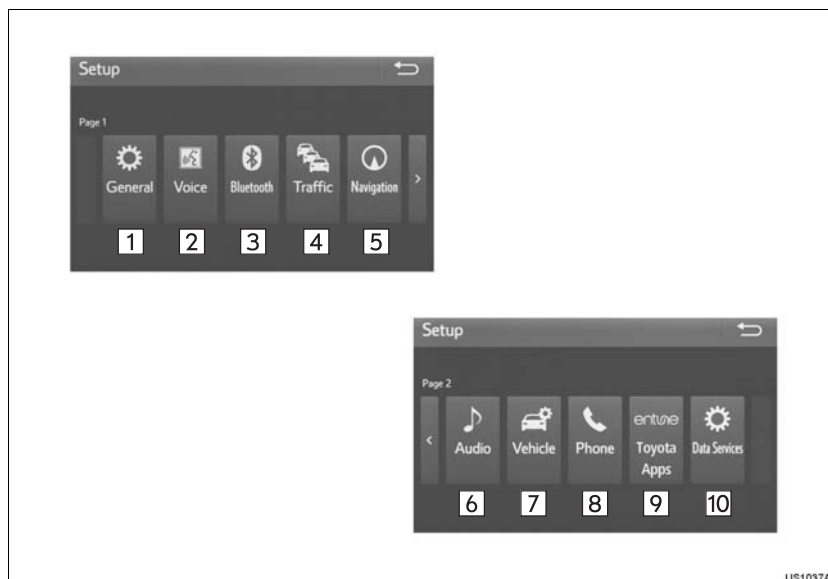 Setup
Page 1
General Voice Bluetooth Traffic Navigation >
1 2 3 4 5
Setup
Page 2
< Audio Vehicle Phone entune Toyota Apps Data Services
6 7 8 9 10
US1037A